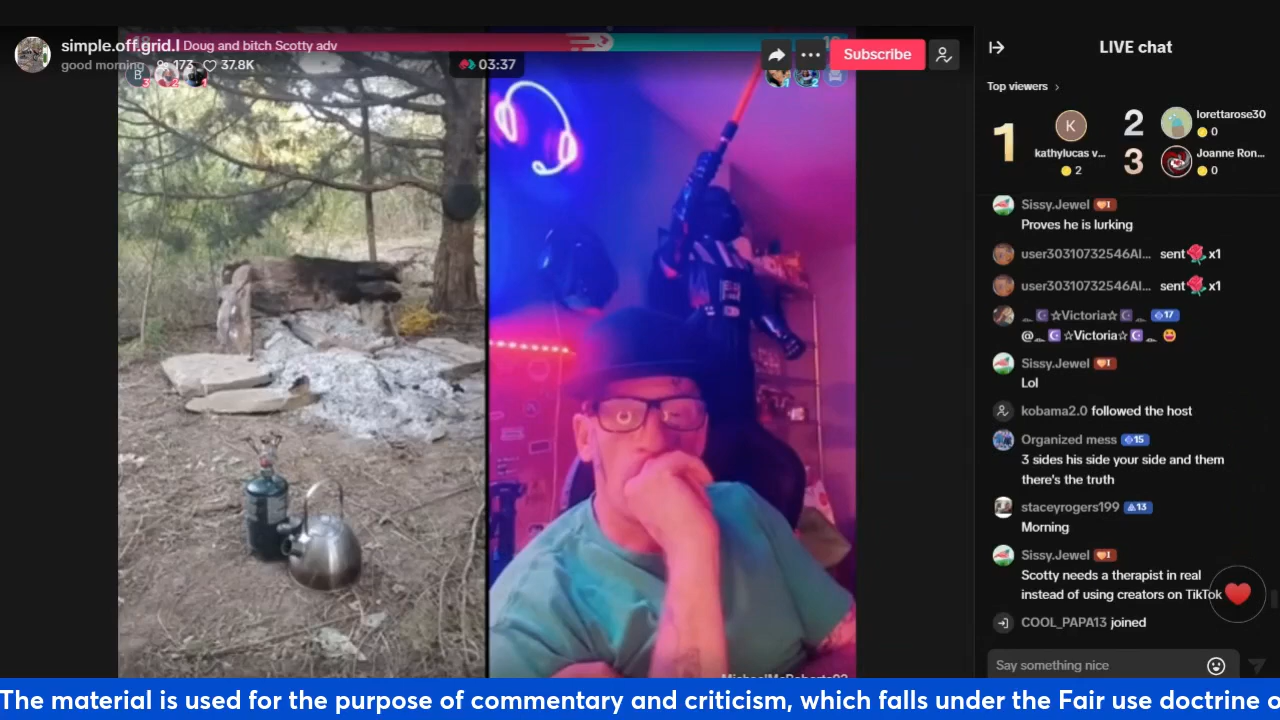 simple.off.grid.l Doug and bitch Scotty adv
good morning 173 37.8K
03:37
Subscribe
B
3
2
1
1
2
LIVE chat
Top viewers
1
K
kathylucas v...
2
2
lorettarose30
0
3
Joanne Ron...
0
Sissy.Jewel I
Proves he is lurking
user30310732546Al... sent x1
user30310732546Al... sent x1
☆Victoria☆ 17
@ ☆Victoria☆
Sissy.Jewel I
Lol
kobama2.0 followed the host
Organized mess 15
3 sides his side your side and them
there's the truth
staceyrogers199 13
Morning
Sissy.Jewel I
Scotty needs a therapist in real
instead of using creators on TikTok
COOL_PAPA13 joined
Say something nice
The material is used for the purpose of commentary and criticism, which falls under the Fair use doctrine